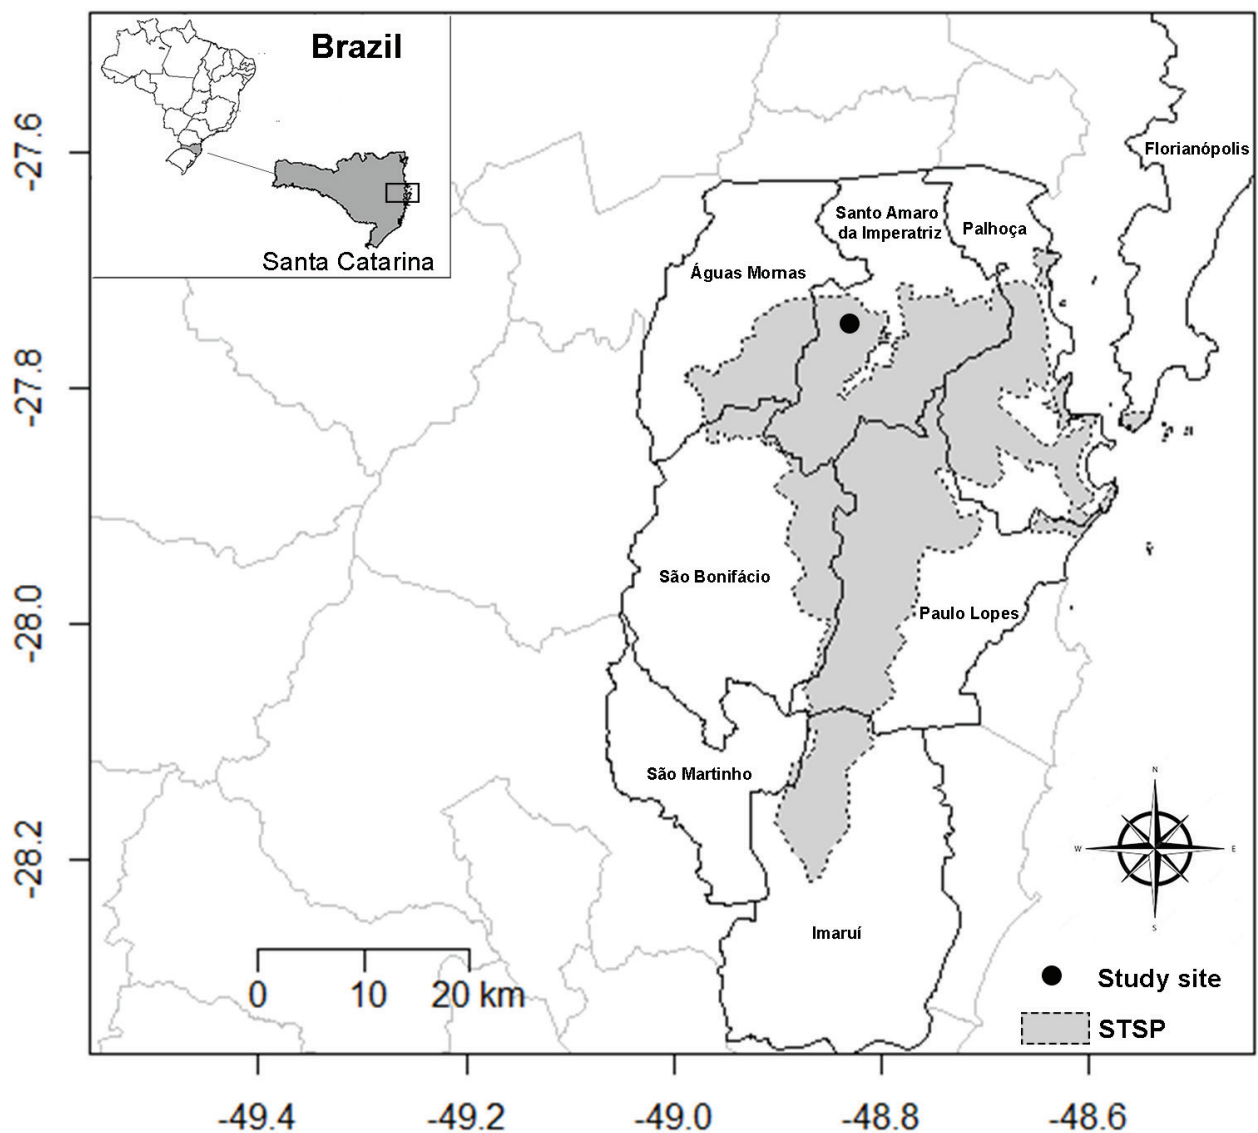 Brazil
Santa Catarina
Florianópolis
Santo Amaro
da Imperatriz
Palhoça
Águas Mornas
São Bonifácio
Paulo Lopes
São Martinho
Imaruí
N
W
E
S
0 10 20 km
Study site
STSP
-27.6
-27.8
-28.0
-28.2
-49.4 -49.2 -49.0 -48.8 -48.6